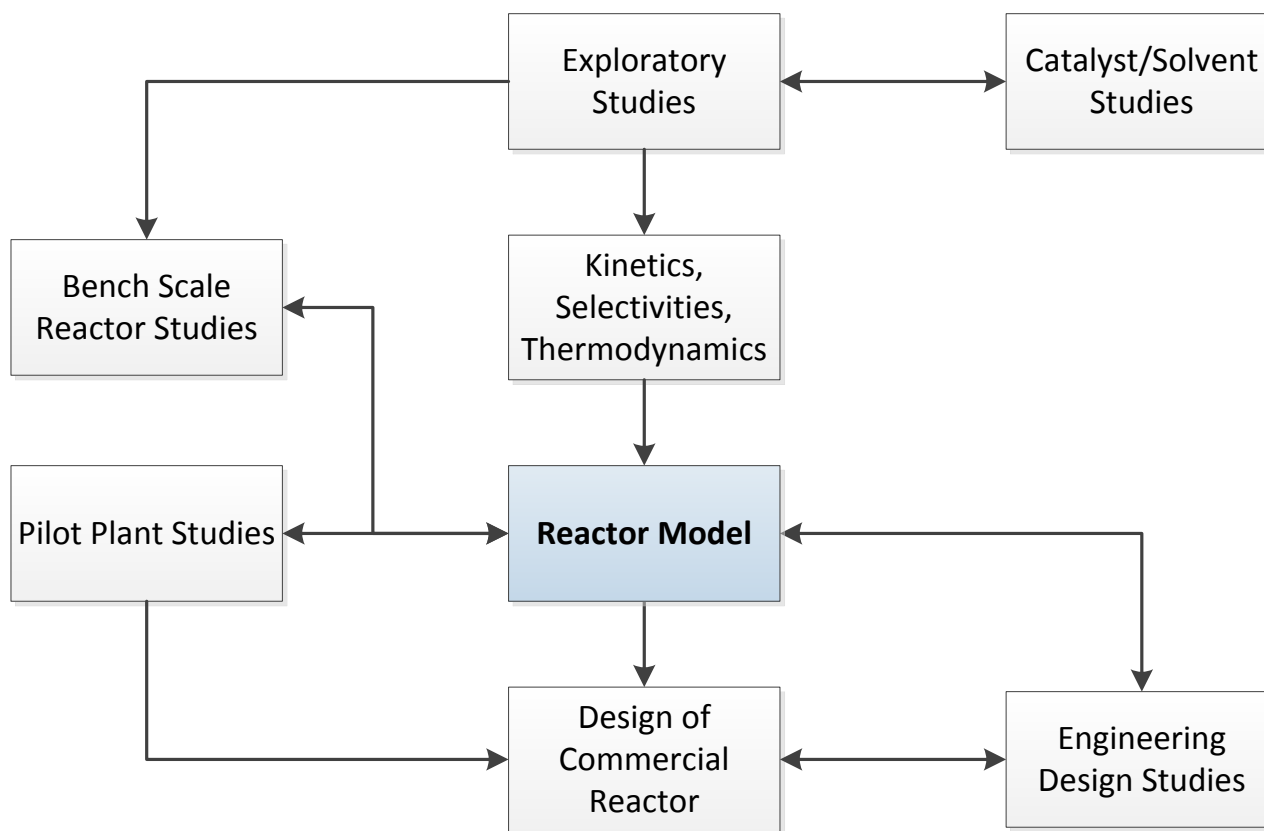 Exploratory
Studies
Catalyst/Solvent
Studies
Bench Scale
Reactor Studies
Kinetics,
Selectivities,
Thermodynamics
Pilot Plant Studies
Reactor Model
Design of
Commercial
Reactor
Engineering
Design Studies